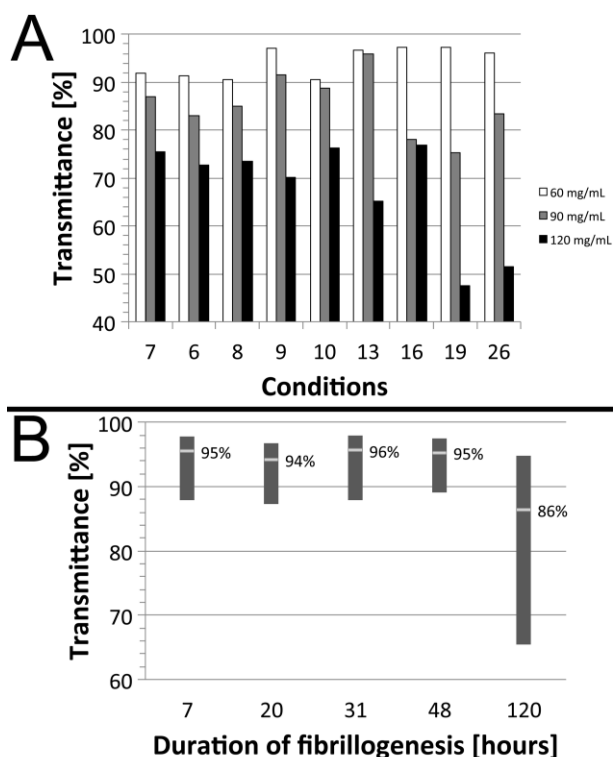 A
Transmittance [%]
100
90
80
70
60
50
40
7 6 8 9 10 13 16 19 26
Conditions
60 mg/mL
90 mg/mL
120 mg/mL
B
Transmittance [%]
100
90
80
70
60
95%
94%
96%
95%
86%
7 20 31 48 120
Duration of fibrillogenesis [hours]